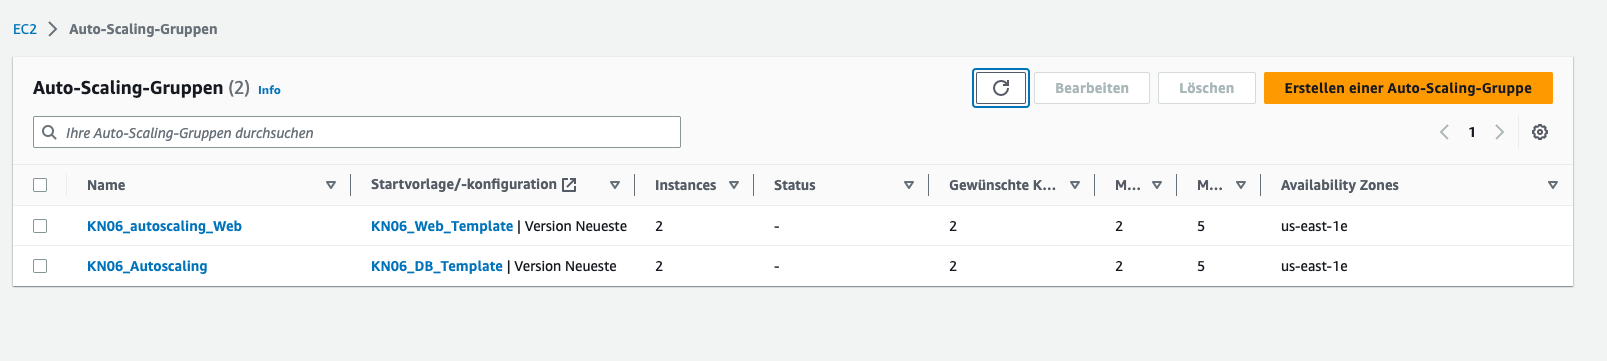 EC2 > Auto-Scaling-Gruppen
Auto-Scaling-Gruppen (2) Info
Bearbeiten Löschen Erstellen einer Auto-Scaling-Gruppe
Ihre Auto-Scaling-Gruppen durchsuchen
1
Name Startvorlage/-konfiguration Instances Status Gewünschte K... M... M... Availability Zones
KN06_autoscaling_Web KN06_Web_Template | Version Neueste 2 - 2 2 5 us-east-1e
KN06_Autoscaling KN06_DB_Template | Version Neueste 2 - 2 2 5 us-east-1e